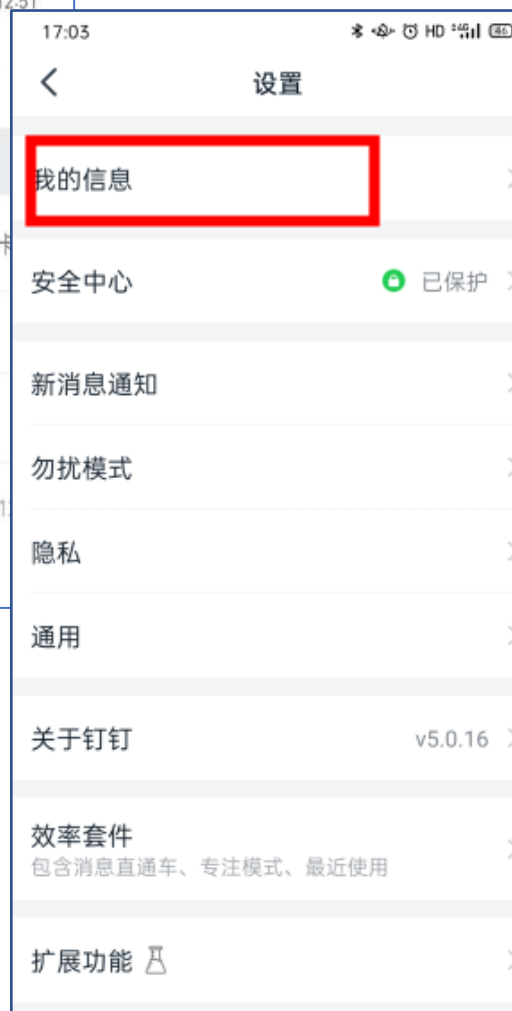 12:51
17:03
HD
46
设置
我的信息
安全中心
已保护
新消息通知
勿扰模式
隐私
通用
关于钉钉
v5.0.16
效率套件
包含消息直通车、专注模式、最近使用
扩展功能